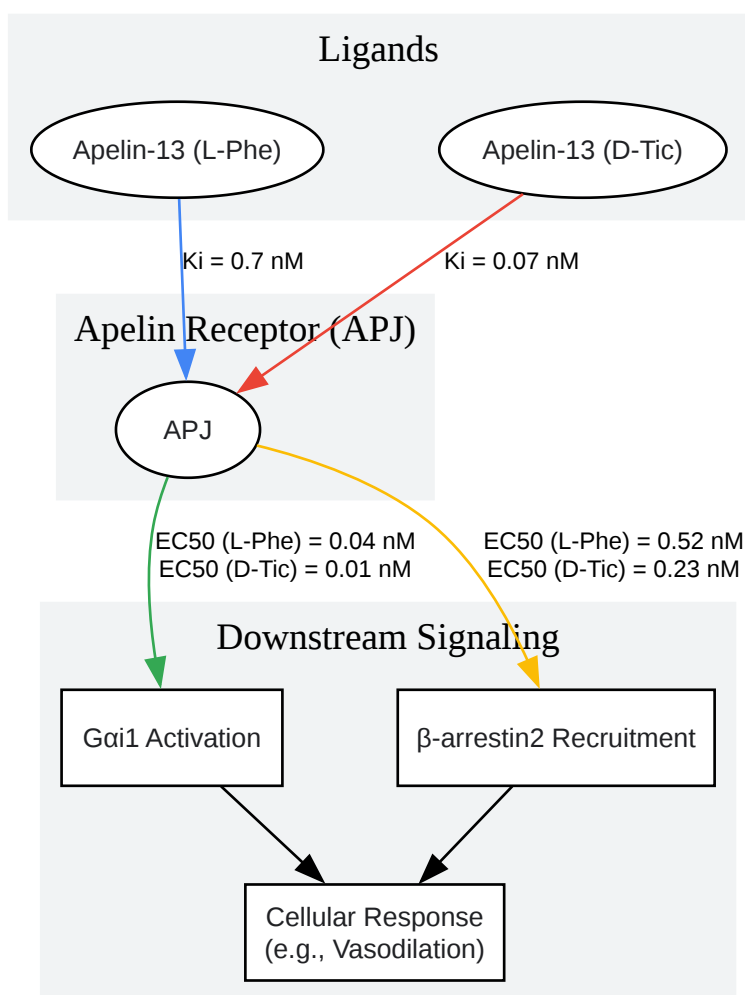 Ligands
Apelin-13 (L-Phe)
Apelin-13 (D-Tic)
Ki = 0.7 nM
Ki = 0.07 nM
Apelin Receptor (APJ)
APJ
EC50 (L-Phe) = 0.04 nM
EC50 (D-Tic) = 0.01 nM
EC50 (L-Phe) = 0.52 nM
EC50 (D-Tic) = 0.23 nM
Downstream Signaling
Gαi1 Activation
β-arrestin2 Recruitment
Cellular Response
(e.g., Vasodilation)